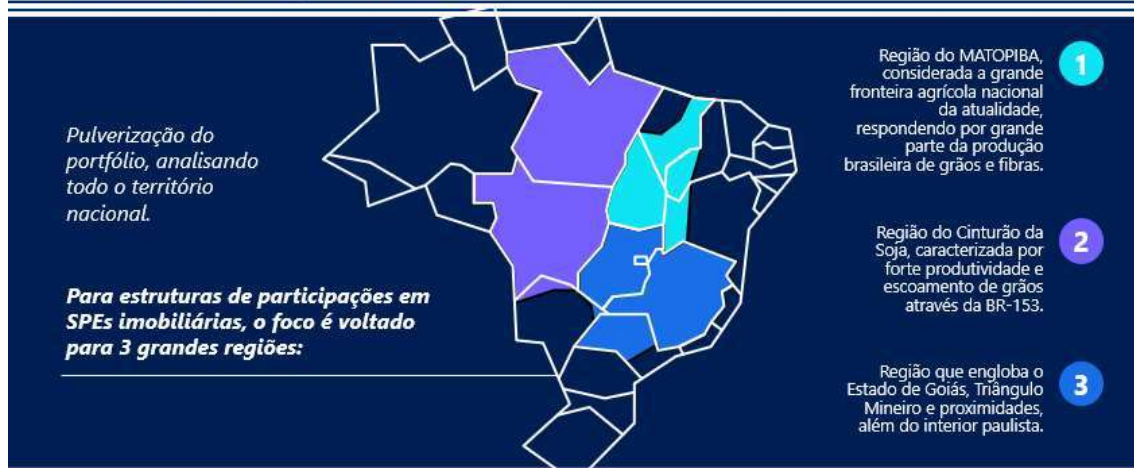 Pulverização do
portfólio, analisando
todo o território
nacional.
Para estruturas de participações em
SPEs imobiliárias, o foco é voltado
para 3 grandes regiões:
Região do MATOPIBA,
considerada a grande
fronteira agrícola nacional
da atualidade,
respondendo por grande
parte da produção
brasileira de grãos e fibras.
1
Região do Cinturão da
Soja, caracterizada por
forte produtividade e
escoamento de grãos
através da BR-153.
2
Região que engloba o
Estado de Goiás, Triângulo
Mineiro e proximidades,
além do interior paulista.
3